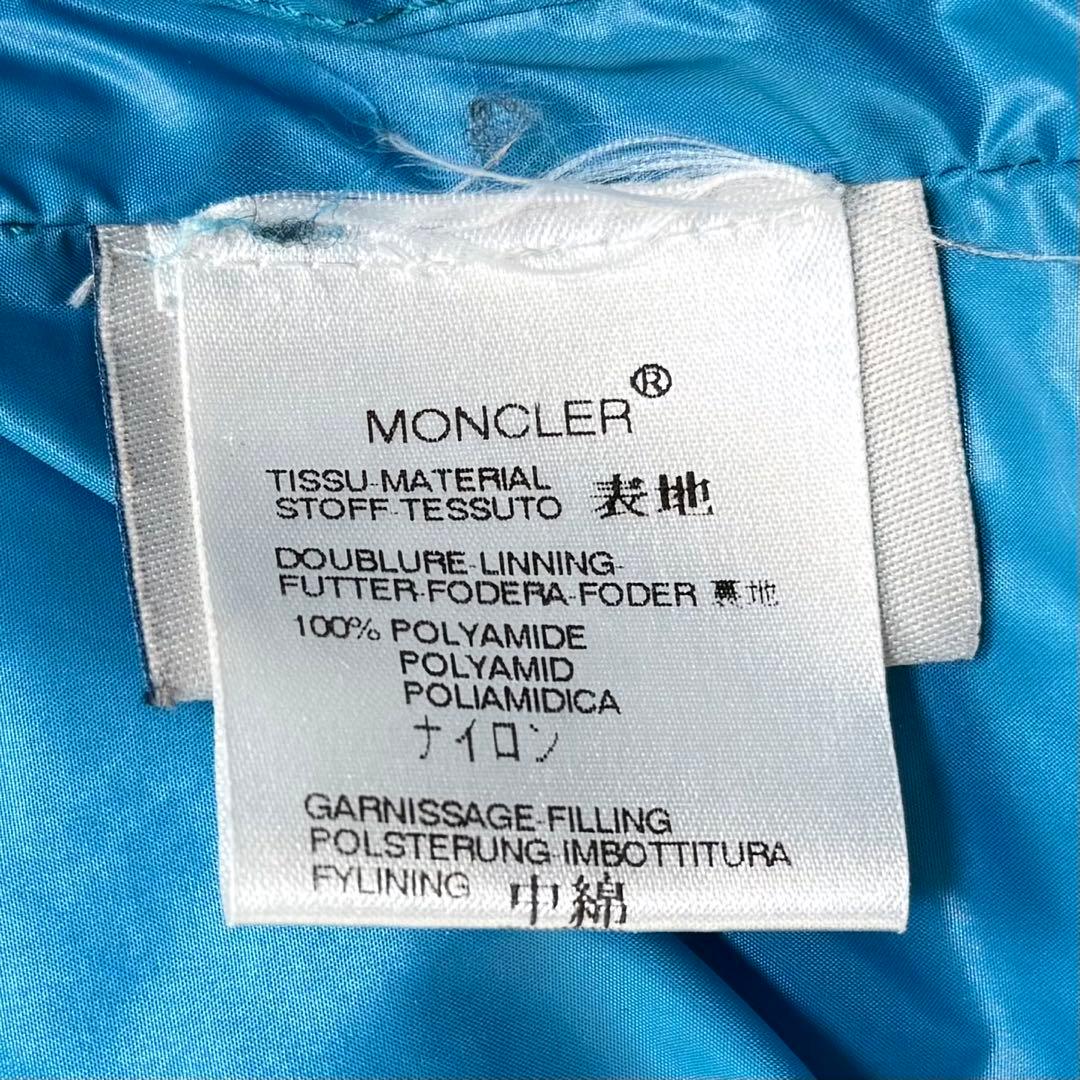 MONCLER®
TISSU-MATERIAL
STOFF-TESSUTO 表地
DOUBLURE-LINNING-
FUTTER-FODERA-FODER 裏地
100% POLYAMIDE
POLYAMID
POLIAMIDICA
ナイロン
GARNISSAGE-FILLING
POLSTERUNG-IMBOTTITURA
FYLINING 中綿